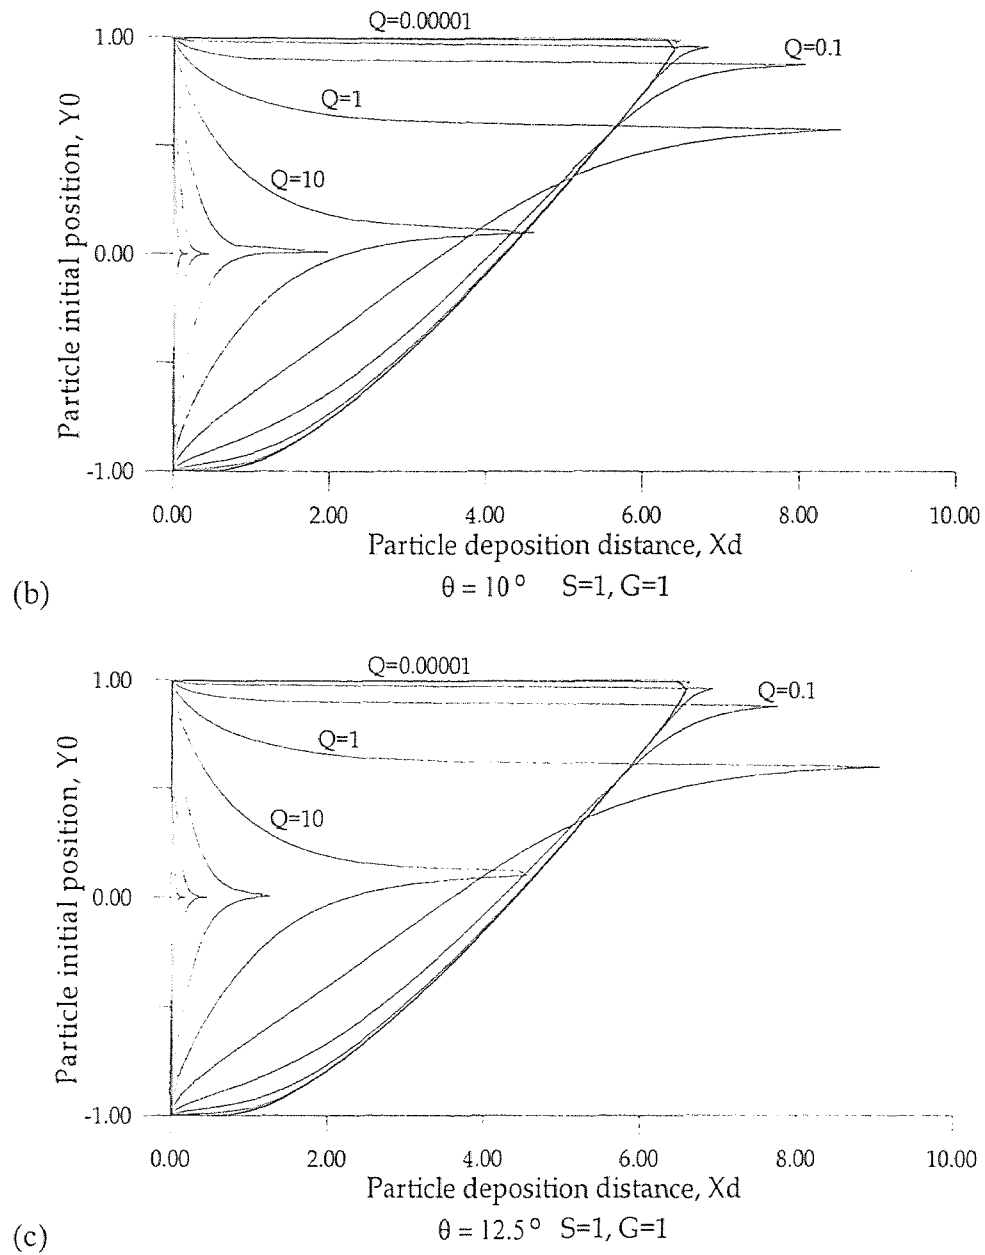 Q=0.00001
1.00
Q=0.1
Q=1
Q=10
0.00
-1.00
Particle initial position, Y0
0.00 2.00 4.00 6.00 8.00 10.00
Particle deposition distance, Xd
(b)
θ = 10° S=1, G=1
Q=0.00001
1.00
Q=0.1
Q=1
Q=10
0.00
-1.00
Particle initial position, Y0
0.00 2.00 4.00 6.00 8.00 10.00
Particle deposition distance, Xd
(c)
θ = 12.5° S=1, G=1